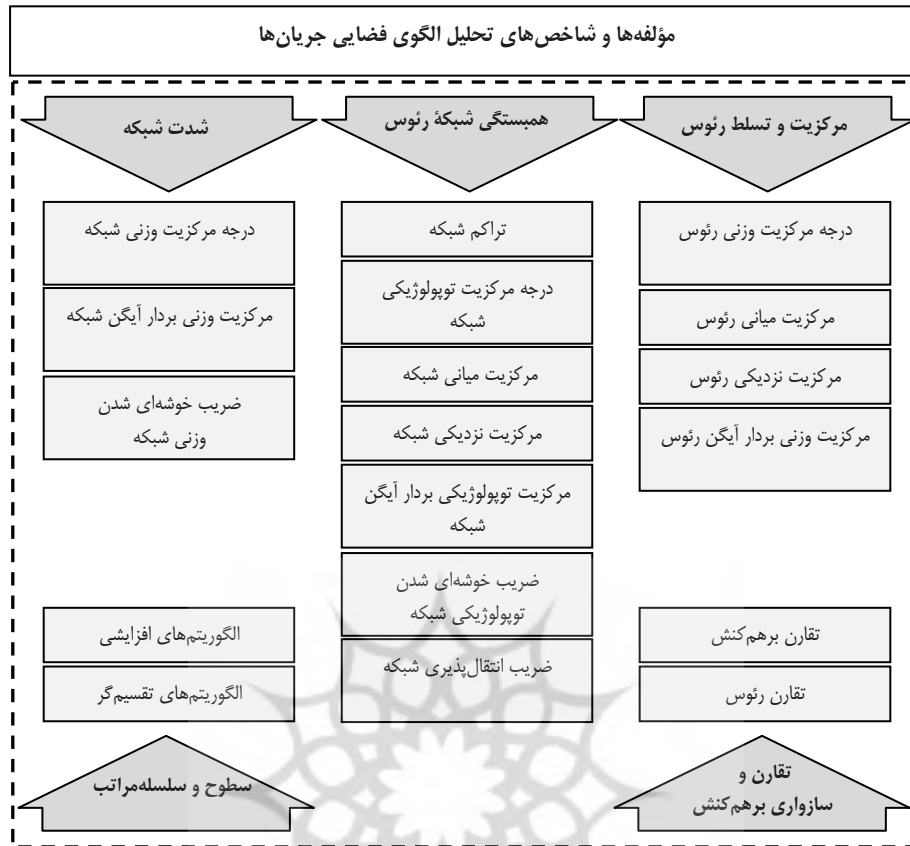 مؤلفه‌ها و شاخص‌های تحلیل الگوی فضایی جریان‌ها
مرکزیت و تسلط رئوس
درجه مرکزیت وزنی رئوس
مرکزیت میانی رئوس
مرکزیت نزدیکی رئوس
مرکزیت وزنی بردار آیگن رئوس
تقارن برهم‌کنش
تقارن رئوس
تقارن و
سازواری برهم‌کنش
همبستگی شبکهٔ رئوس
تراکم شبکه
درجه مرکزیت توپولوژیکی
شبکه
مرکزیت میانی شبکه
مرکزیت نزدیکی شبکه
مرکزیت توپولوژیکی بردار آیگن
شبکه
ضریب خوشه‌ای شدن
توپولوژیکی شبکه
ضریب انتقال‌پذیری شبکه
شدت شبکه
درجه مرکزیت وزنی شبکه
مرکزیت وزنی بردار آیگن شبکه
ضریب خوشه‌ای شدن
وزنی شبکه
الگوریتم‌های افزایشی
الگوریتم‌های تقسیم‌گر
سطوح و سلسله‌مراتب